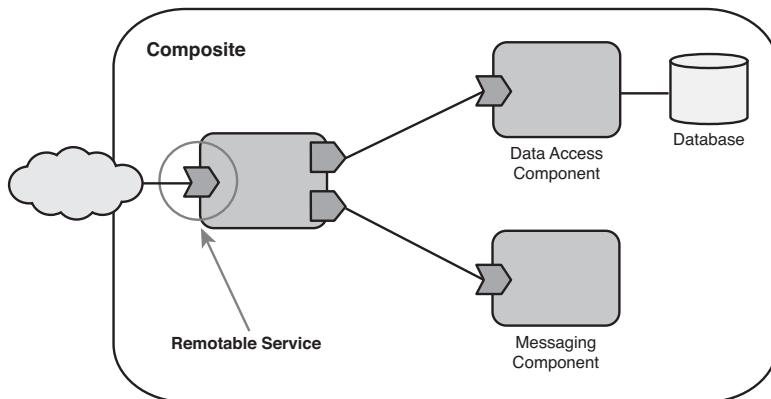 Composite
Data Access
Component
Database
Remotable Service
Messaging
Component